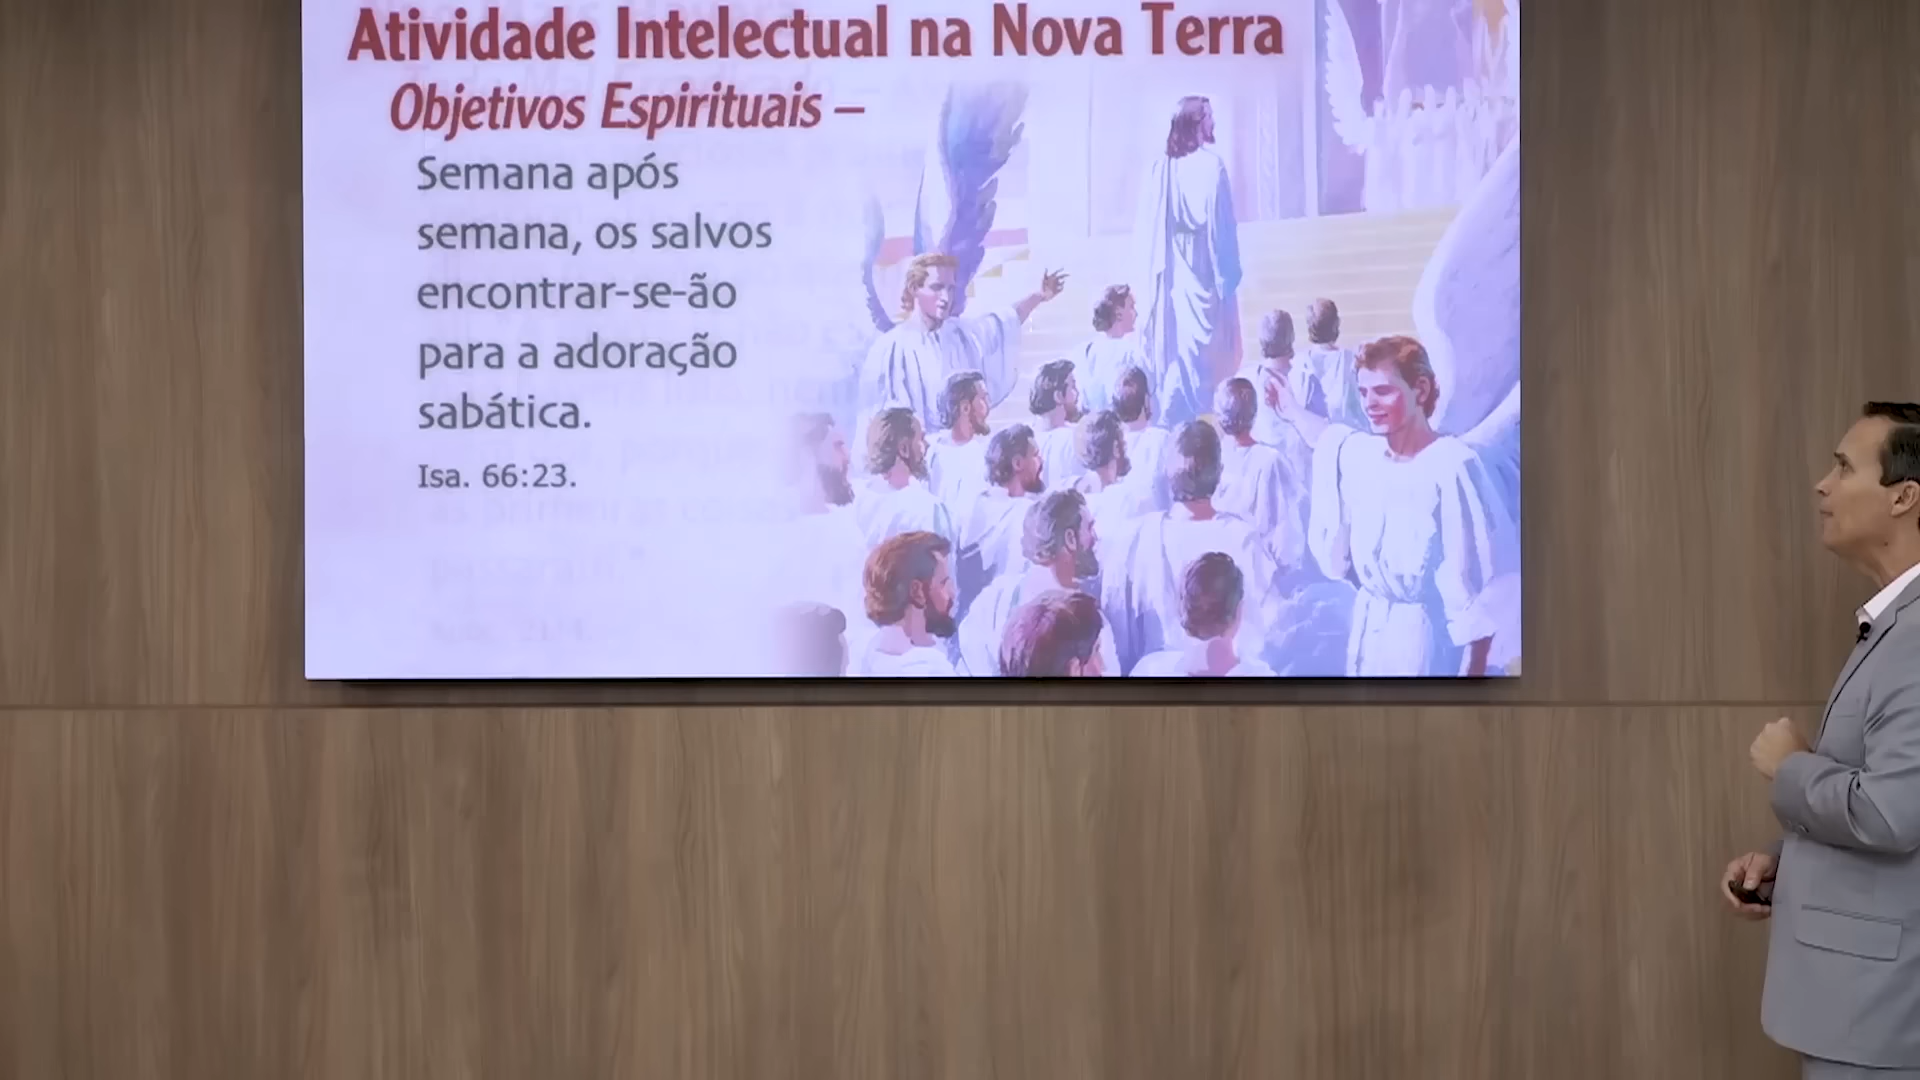 Atividade Intelectual na Nova Terra
Objetivos Espirituais –
Semana após
semana, os salvos
encontrar-se-ão
para a adoração
sabática.
Isa. 66:23.